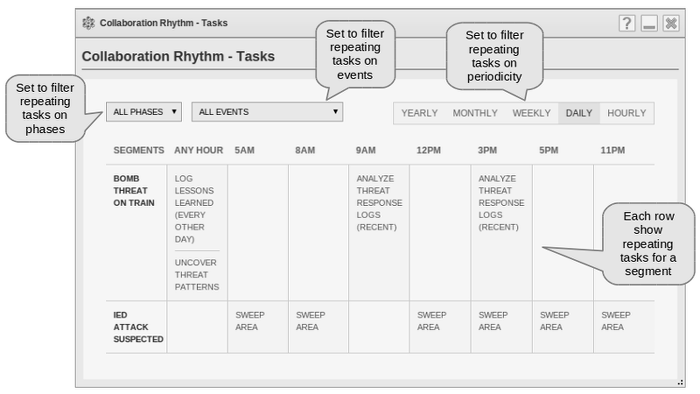 Collaboration Rhythm - Tasks
?
Collaboration Rhythm - Tasks
Set to filter
repeating
tasks on
events
Set to filter
repeating
tasks on
periodicity
Set to filter
repeating
tasks on
phases
ALL PHASES
ALL EVENTS
YEARLY MONTHLY WEEKLY DAILY HOURLY
SEGMENTS ANY HOUR 5AM 8AM 9AM 12PM 3PM 5PM 11PM
BOMB
THREAT
ON TRAIN
LOG
LESSONS
LEARNED
(EVERY
OTHER
DAY)
UNCOVER
THREAT
PATTERNS
ANALYZE
THREAT
RESPONSE
LOGS
(RECENT)
ANALYZE
THREAT
RESPONSE
LOGS
(RECENT)
Each row
show
repeating
tasks for a
segment
IED
ATTACK
SUSPECTED
SWEEP
AREA
SWEEP
AREA
SWEEP
AREA
SWEEP
AREA
SWEEP
AREA
SWEEP
AREA